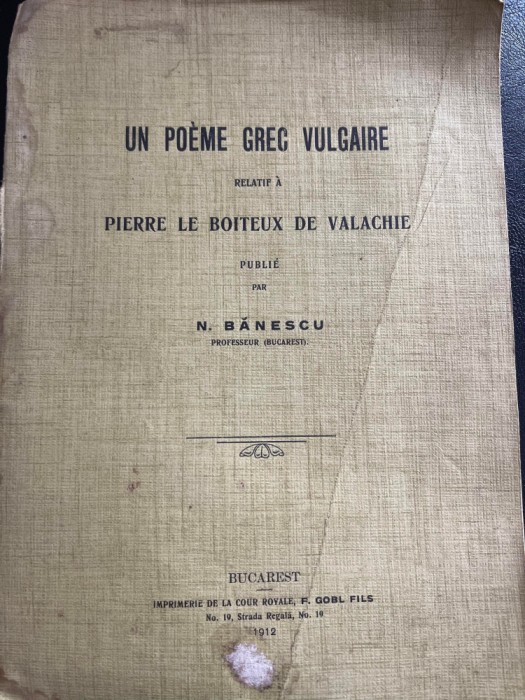 UN POÈME GREC VULGAIRE
RELATIF À
PIERRE LE BOITEUX DE VALACHIE
PUBLIÉ
PAR
N. BĂNESCU
PROFESSEUR (BUCAREST).
BUCAREST
IMPRIMERIE DE LA COUR ROYALE, F. GOBL FILS
No. 19, Strada Regală, No. 19
1912